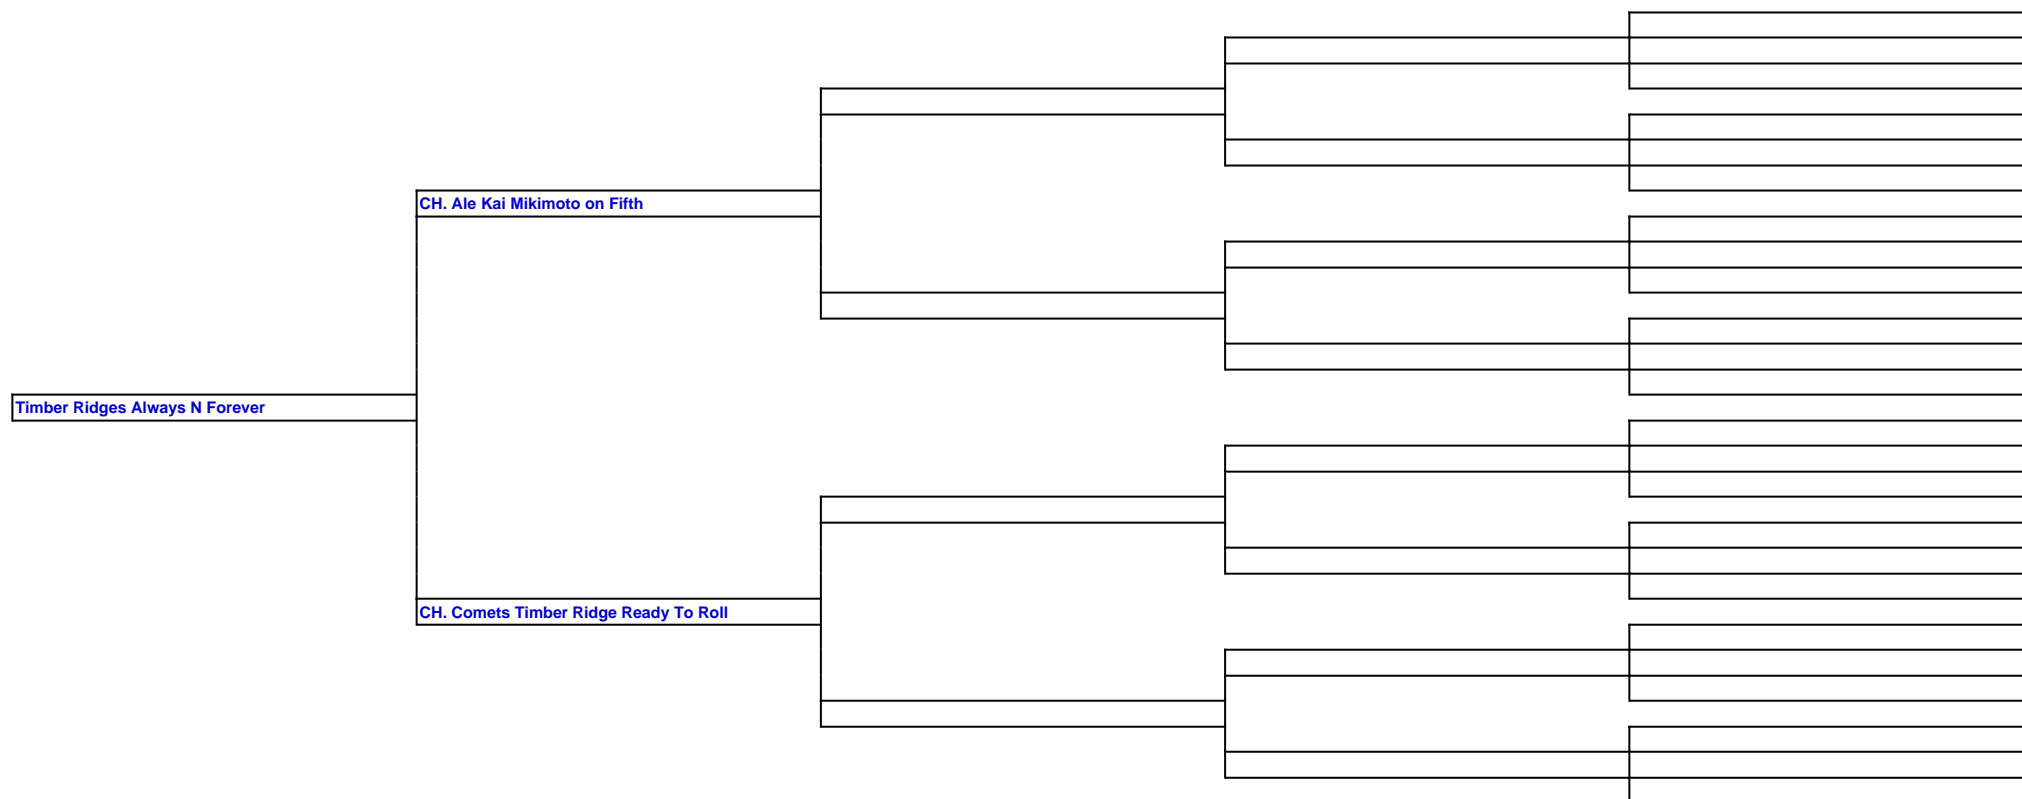 CH. Ale Kai Mikimoto on Fifth
Timber Ridges Always N Forever
CH. Comets Timber Ridge Ready To Roll